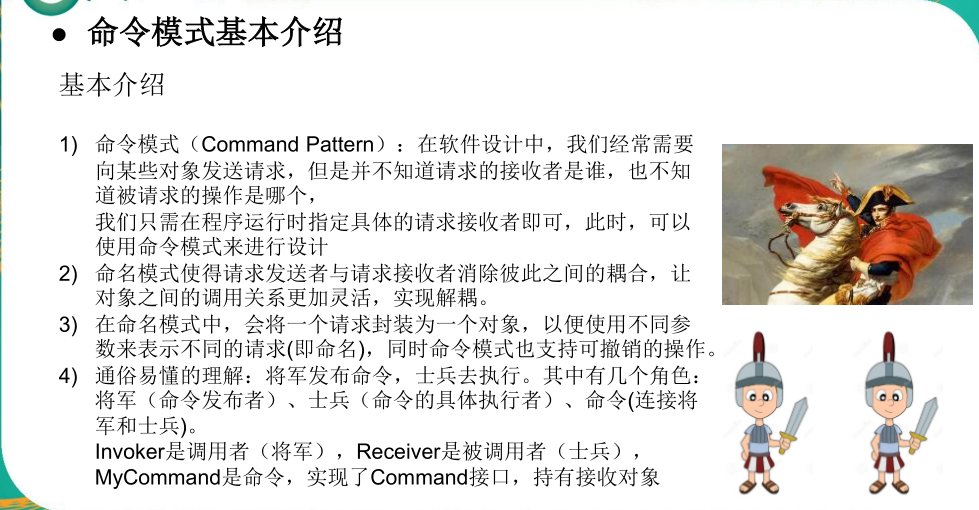 ● 命令模式基本介绍
基本介绍
1) 命令模式（Command Pattern）：在软件设计中，我们经常需要
向某些对象发送请求，但是并不知道请求的接收者是谁，也不知
道被请求的操作是哪个，
我们只需在程序运行时指定具体的请求接收者即可，此时，可以
使用命令模式来进行设计
2) 命名模式使得请求发送者与请求接收者消除彼此之间的耦合，让
对象之间的调用关系更加灵活，实现解耦。
3) 在命名模式中，会将一个请求封装为一个对象，以便使用不同参
数来表示不同的请求(即命名)，同时命令模式也支持可撤销的操作。
4) 通俗易懂的理解：将军发布命令，士兵去执行。其中有几个角色：
将军（命令发布者）、士兵（命令的具体执行者）、命令(连接将
军和士兵)。
Invoker是调用者（将军），Receiver是被调用者（士兵），
MyCommand是命令，实现了Command接口，持有接收对象